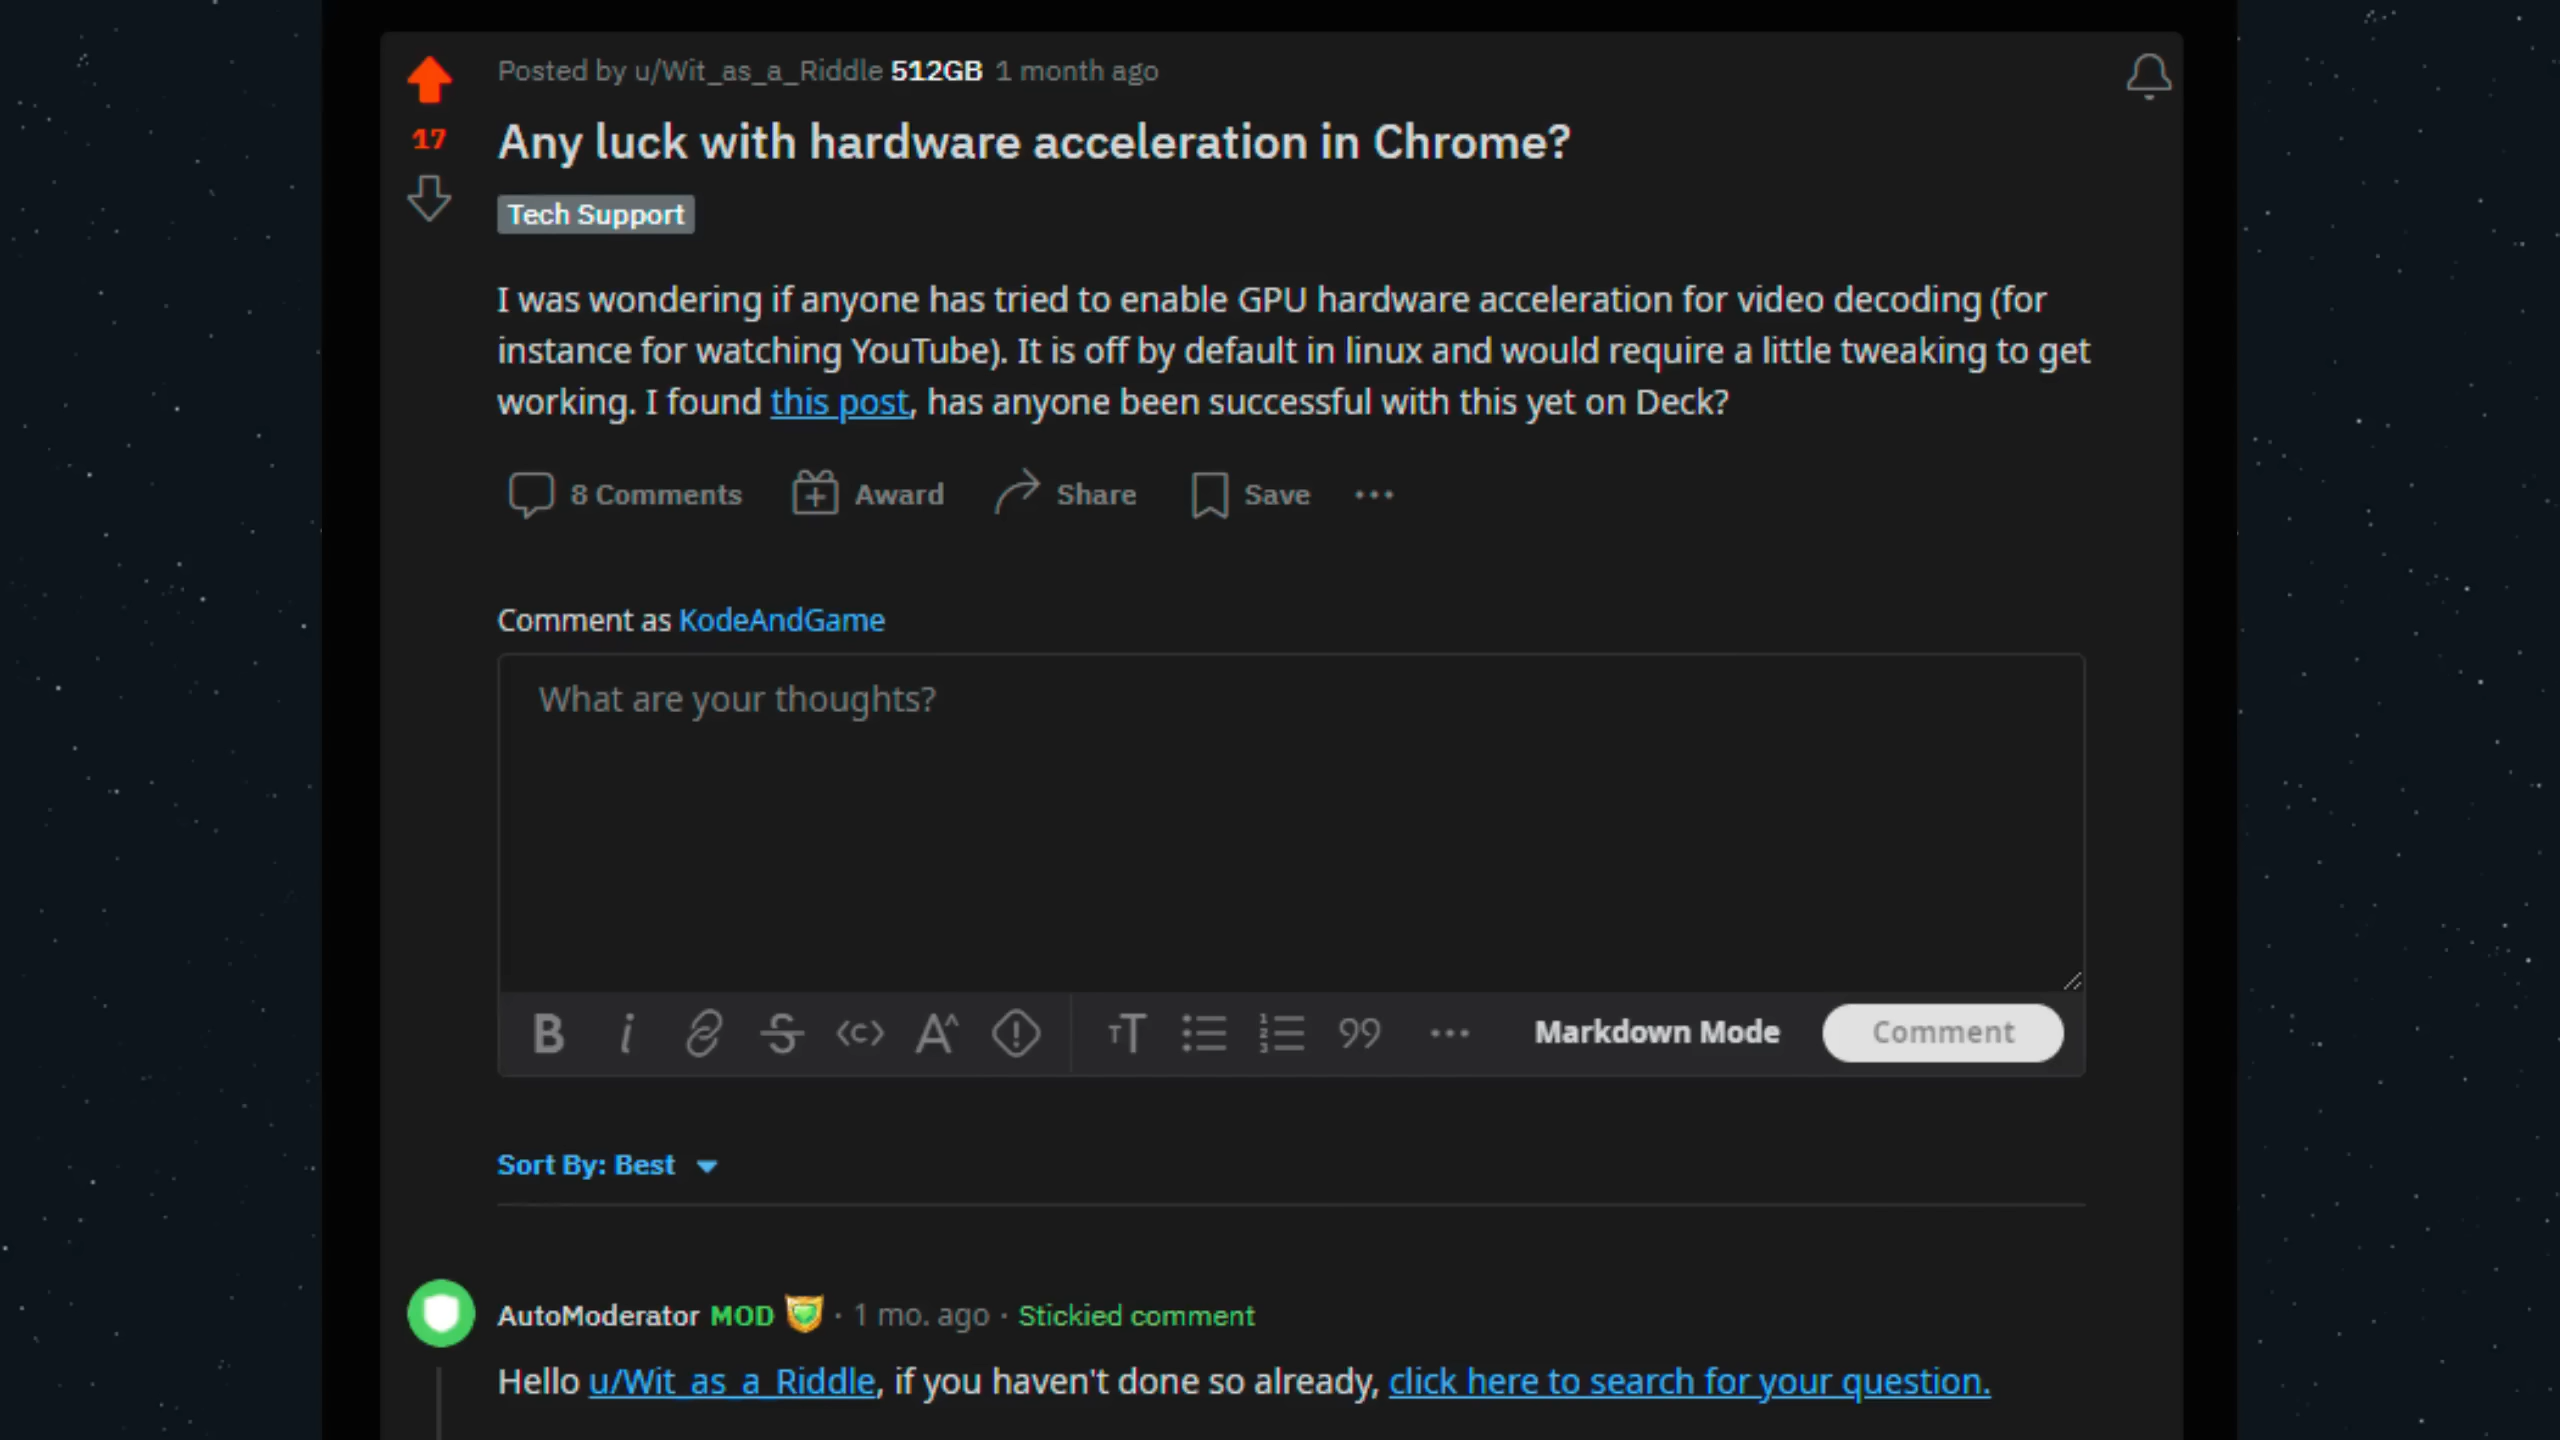 Posted by u/Wit_as_a_Riddle 512GB 1 month ago
17
Any luck with hardware acceleration in Chrome?
Tech Support
I was wondering if anyone has tried to enable GPU hardware acceleration for video decoding (for
instance for watching YouTube). It is off by default in linux and would require a little tweaking to get
working. I found this post, has anyone been successful with this yet on Deck?
8 Comments Award Share Save
Comment as KodeAndGame
What are your thoughts?
Markdown Mode Comment
Sort By: Best
AutoModerator MOD · 1 mo. ago · Stickied comment
Hello u/Wit_as_a_Riddle, if you haven't done so already, click here to search for your question.